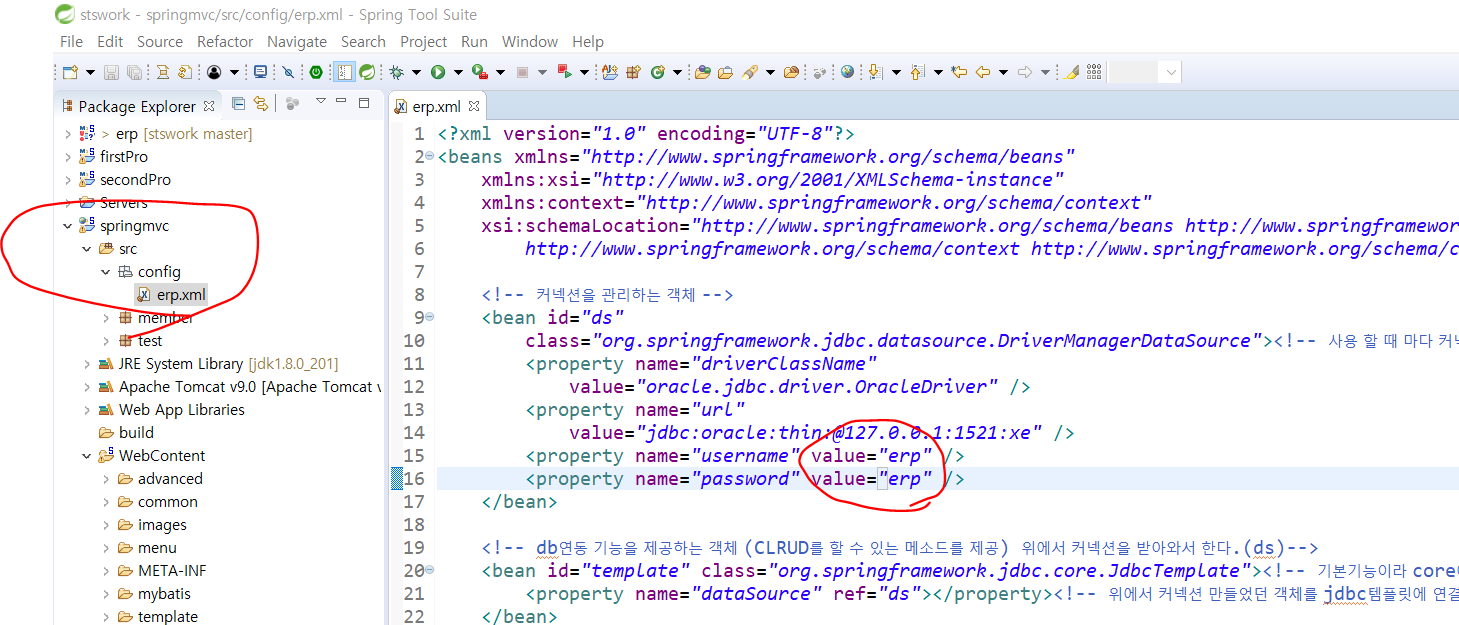 stswork - springmvc/src/config/erp.xml - Spring Tool Suite
File Edit Source Refactor Navigate Search Project Run Window Help
Package Explorer
erp.xml
> erp [stswork master]
firstPro
secondPro
Servers
springmvc
src
config
erp.xml
member
test
JRE System Library [jdk1.8.0_201]
Apache Tomcat v9.0 [Apache Tomcat v
Web App Libraries
build
WebContent
advanced
common
images
menu
META-INF
mybatis
template
1 <?xml version="1.0" encoding="UTF-8"?>
2 <beans xmlns="http://www.springframework.org/schema/beans"
3 xmlns:xsi="http://www.w3.org/2001/XMLSchema-instance"
4 xmlns:context="http://www.springframework.org/schema/context"
5 xsi:schemaLocation="http://www.springframework.org/schema/beans http://www.springframewor
6 http://www.springframework.org/schema/context http://www.springframework.org/schema/c
7
8 <!-- 커넥션을 관리하는 객체 -->
9 <bean id="ds"
10 class="org.springframework.jdbc.datasource.DriverManagerDataSource"><!-- 사용 할 때 마다 커넥
11 <property name="driverClassName"
12 value="oracle.jdbc.driver.OracleDriver" />
13 <property name="url"
14 value="jdbc:oracle:thin:@127.0.0.1:1521:xe" />
15 <property name="username" value="erp" />
16 <property name="password" value="erp" />
17 </bean>
18
19 <!-- db연동 기능을 제공하는 객체 (CLRUD를 할 수 있는 메소드를 제공) 위에서 커넥션을 받아와서 한다.(ds)-->
20 <bean id="template" class="org.springframework.jdbc.core.JdbcTemplate"><!-- 기본기능이라 core에
21 <property name="dataSource" ref="ds"></property><!-- 위에서 커넥션 만들었던 객체를 jdbc템플릿에 연결
22 </bean>